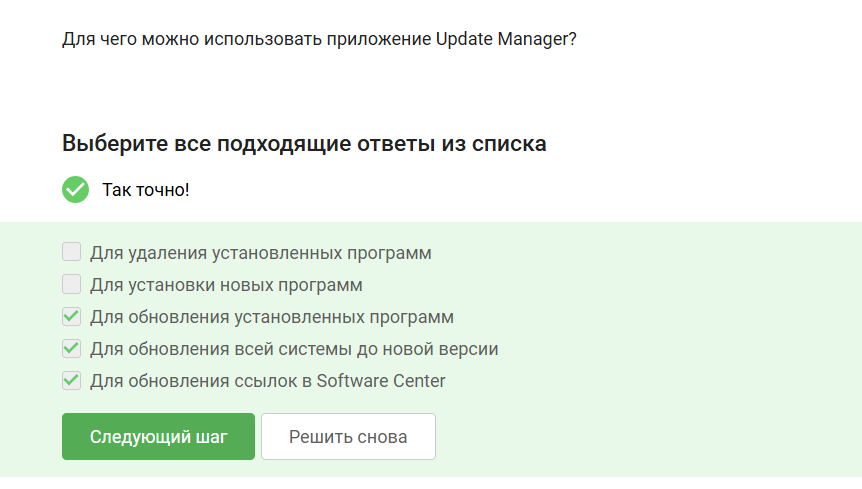 Для чего можно использовать приложение Update Manager?
Выберите все подходящие ответы из списка
Так точно!
Для удаления установленных программ
Для установки новых программ
Для обновления установленных программ
Для обновления всей системы до новой версии
Для обновления ссылок в Software Center
Следующий шаг
Решить снова